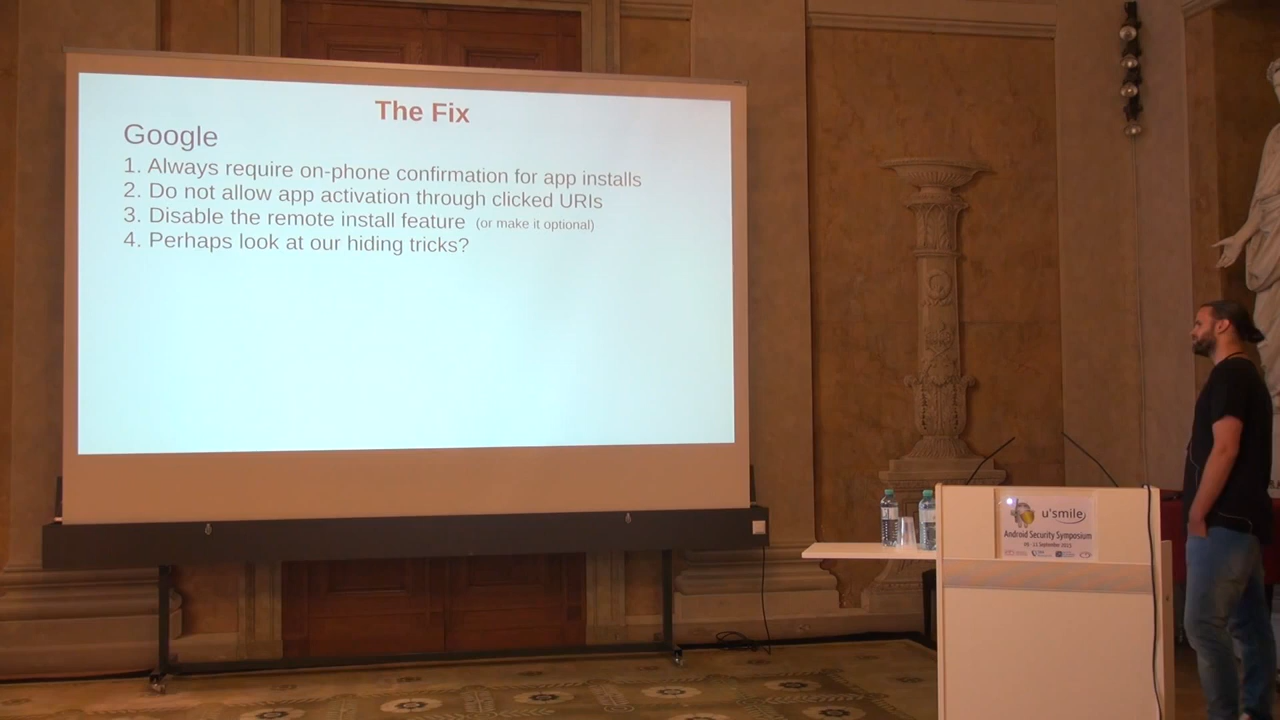 The Fix
Google
1. Always require on-phone confirmation for app installs
2. Do not allow app activation through clicked URIs
3. Disable the remote install feature (or make it optional)
4. Perhaps look at our hiding tricks?
u'smile
Android Security Symposium